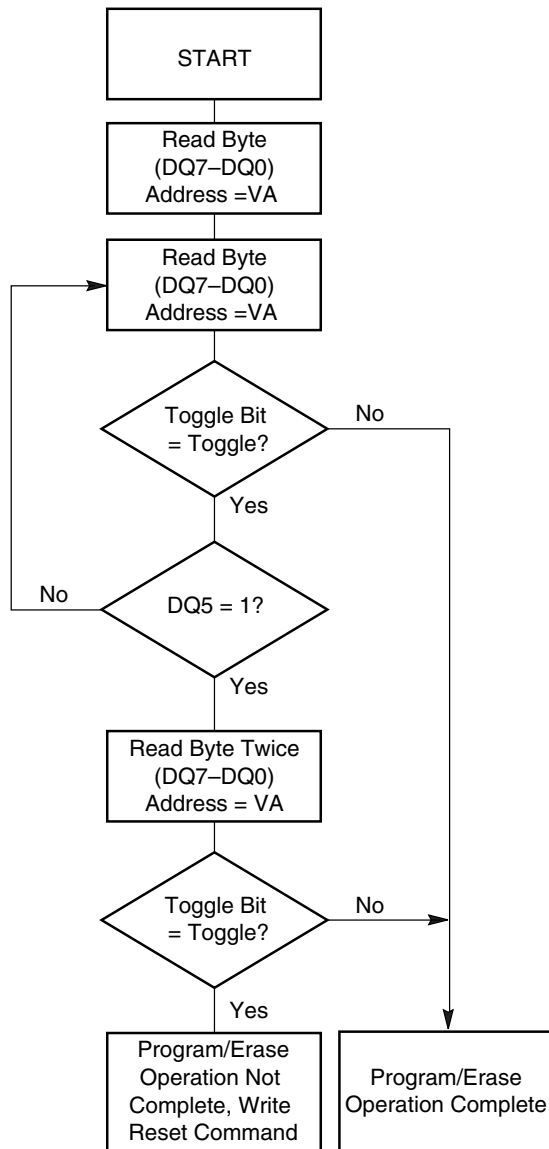 START
Read Byte
(DQ7–DQ0)
Address =VA
Read Byte
(DQ7–DQ0)
Address =VA
Toggle Bit
= Toggle?
No
Yes
No
DQ5 = 1?
Yes
Read Byte Twice
(DQ7–DQ0)
Address = VA
Toggle Bit
= Toggle?
No
Yes
Program/Erase
Operation Not
Complete, Write
Reset Command
Program/Erase
Operation Complete